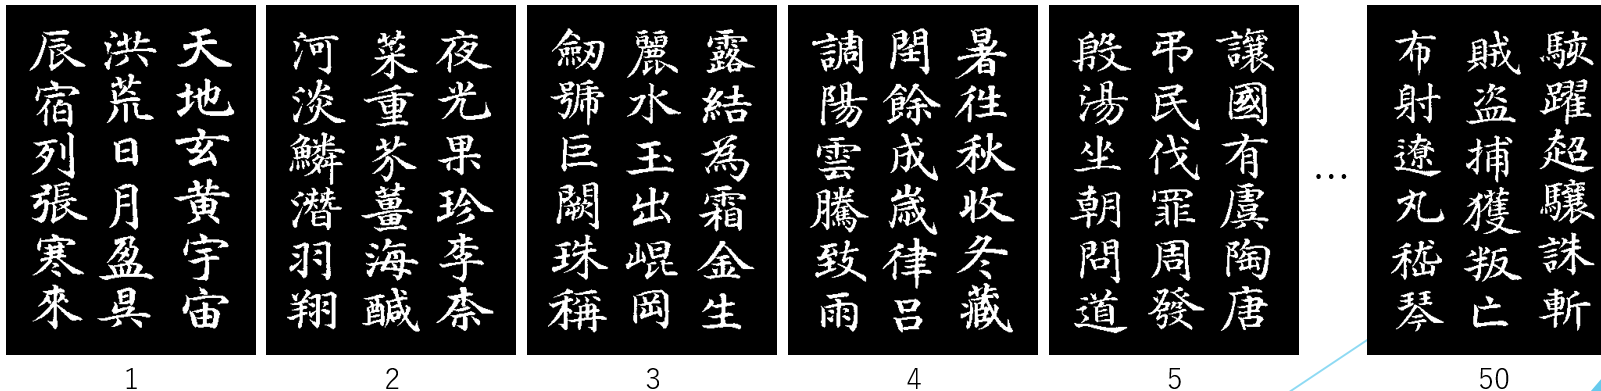 天地玄黄宇宙
洪荒日月盈昃
辰宿列張寒來
1
夜光果珍李柰
菜重芥薑海醎
河淡鱗潛羽翔
2
露結為霜金生
麗水玉出崐岡
劒號巨闕珠稱
3
暑往秋收冬藏
閏餘成歳律呂
調陽雲騰致雨
4
讓國有虞陶唐
弔民伐罪周發
殷湯坐朝問道
5
…
駭躍超驤誅斬
賊盗捕獲叛亡
布射遼丸嵇琴
50